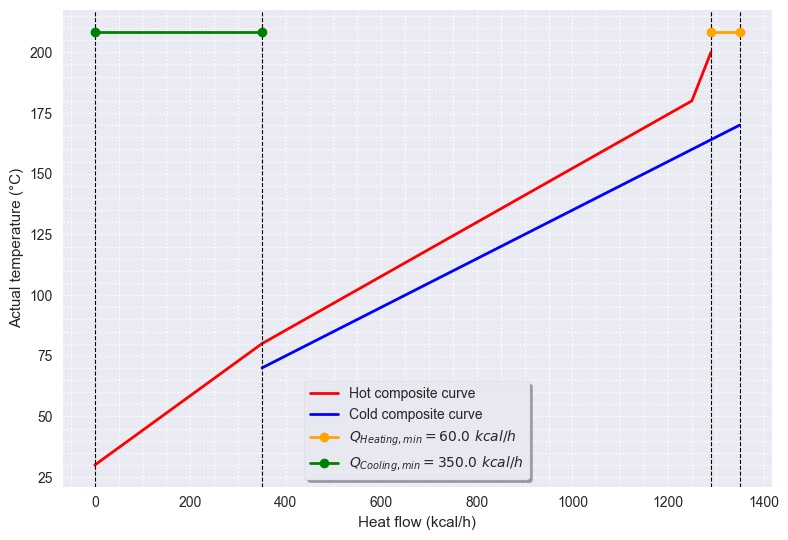 Actual temperature (°C)
200
175
150
125
100
75
50
25
Hot composite curve
Cold composite curve
Q_{Heating, min} = 60.0 kcal/h
Q_{Cooling, min} = 350.0 kcal/h
0 200 400 600 800 1000 1200 1400
Heat flow (kcal/h)